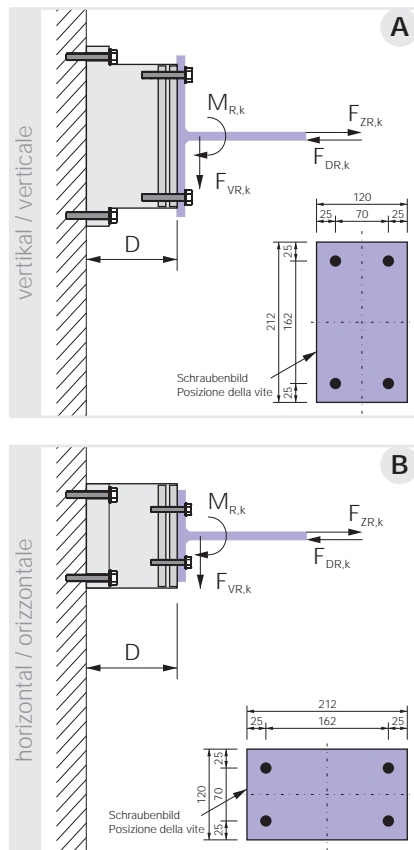 vertikal / verticale
A
M R,k
F ZR,k
F DR,k
F VR,k
D
120
25 70 25
25
212
162
25
Schraubenbild
Posizione della vite
horizontal / orizzontale
B
M R,k
F ZR,k
F DR,k
F VR,k
D
212
25 162 25
25
120
70
25
Schraubenbild
Posizione della vite